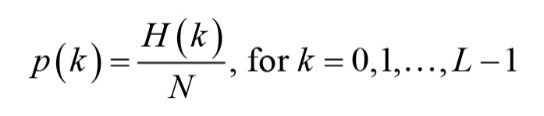 p(k) = H(k)/N, for k = 0,1,…,L−1